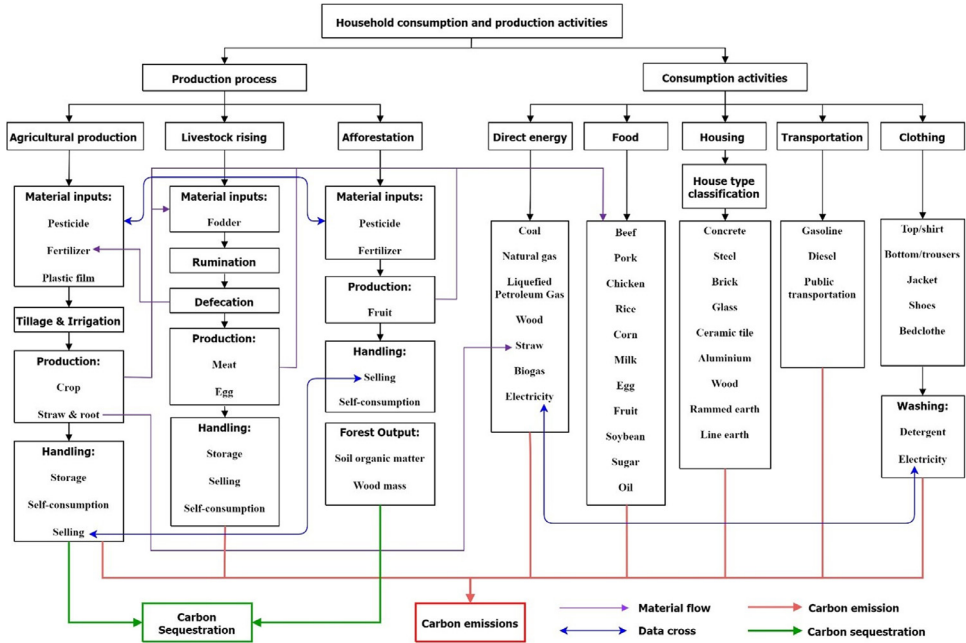 Household consumption and production activities
Production process
Consumption activities
Agricultural production
Livestock rising
Afforestation
Direct energy
Food
Housing
Transportation
Clothing
Material inputs:
Pesticide
Fertilizer
Plastic film
Tillage & Irrigation
Production:
Crop
Straw & root
Handling:
Storage
Self-consumption
Selling
Material inputs:
Fodder
Rumination
Defecation
Production:
Meat
Egg
Handling:
Storage
Selling
Self-consumption
Material inputs:
Pesticide
Fertilizer
Production:
Fruit
Handling:
Selling
Self-consumption
Forest Output:
Soil organic matter
Wood mass
Coal
Natural gas
Liquefied
Petroleum Gas
Wood
Straw
Biogas
Electricity
Beef
Pork
Chicken
Rice
Corn
Milk
Egg
Fruit
Soybean
Sugar
Oil
House type
classification
Concrete
Steel
Brick
Glass
Ceramic tile
Aluminium
Wood
Rammed earth
Line earth
Gasoline
Diesel
Public
transportation
Top/shirt
Bottom/trousers
Jacket
Shoes
Bedclothe
Washing:
Detergent
Electricity
Carbon
Sequestration
Carbon emissions
Material flow
Data cross
Carbon emission
Carbon sequestration